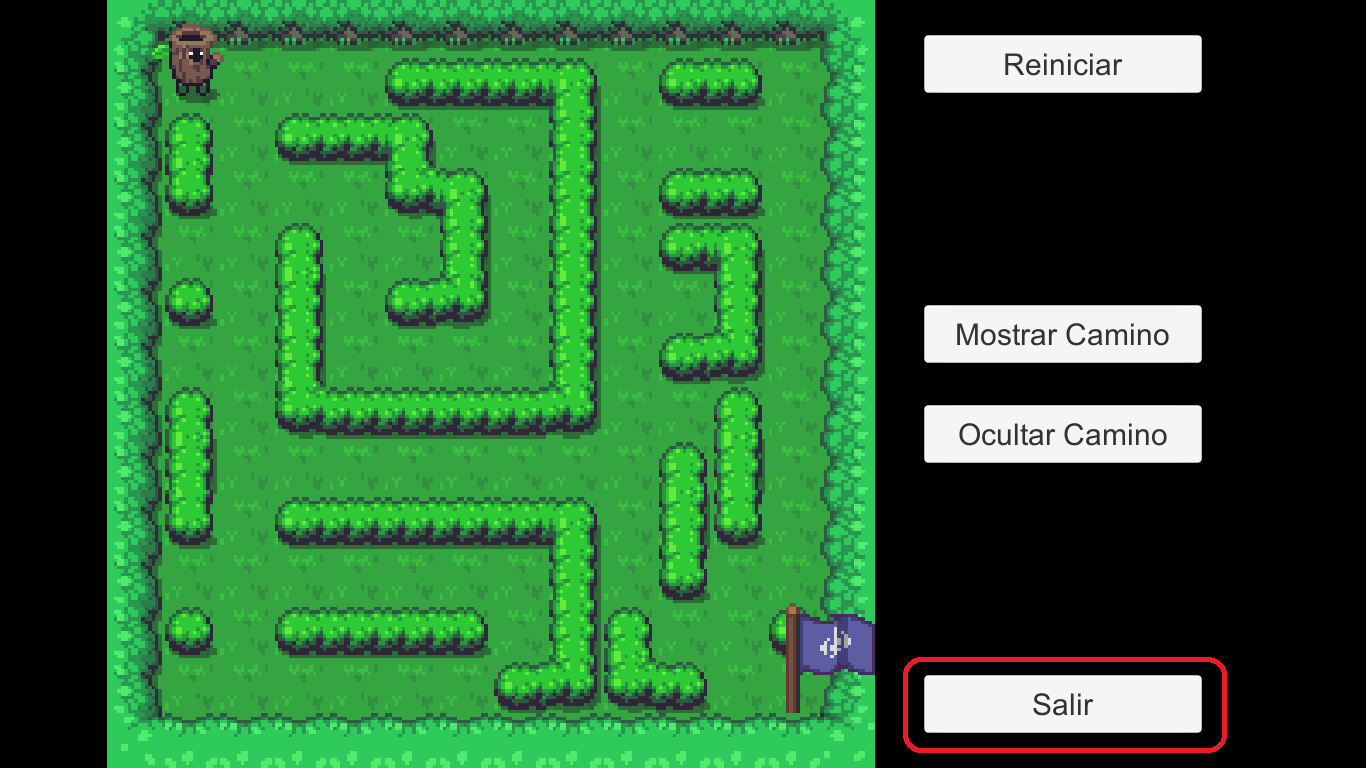 Reiniciar
Mostrar Camino
Ocultar Camino
Salir